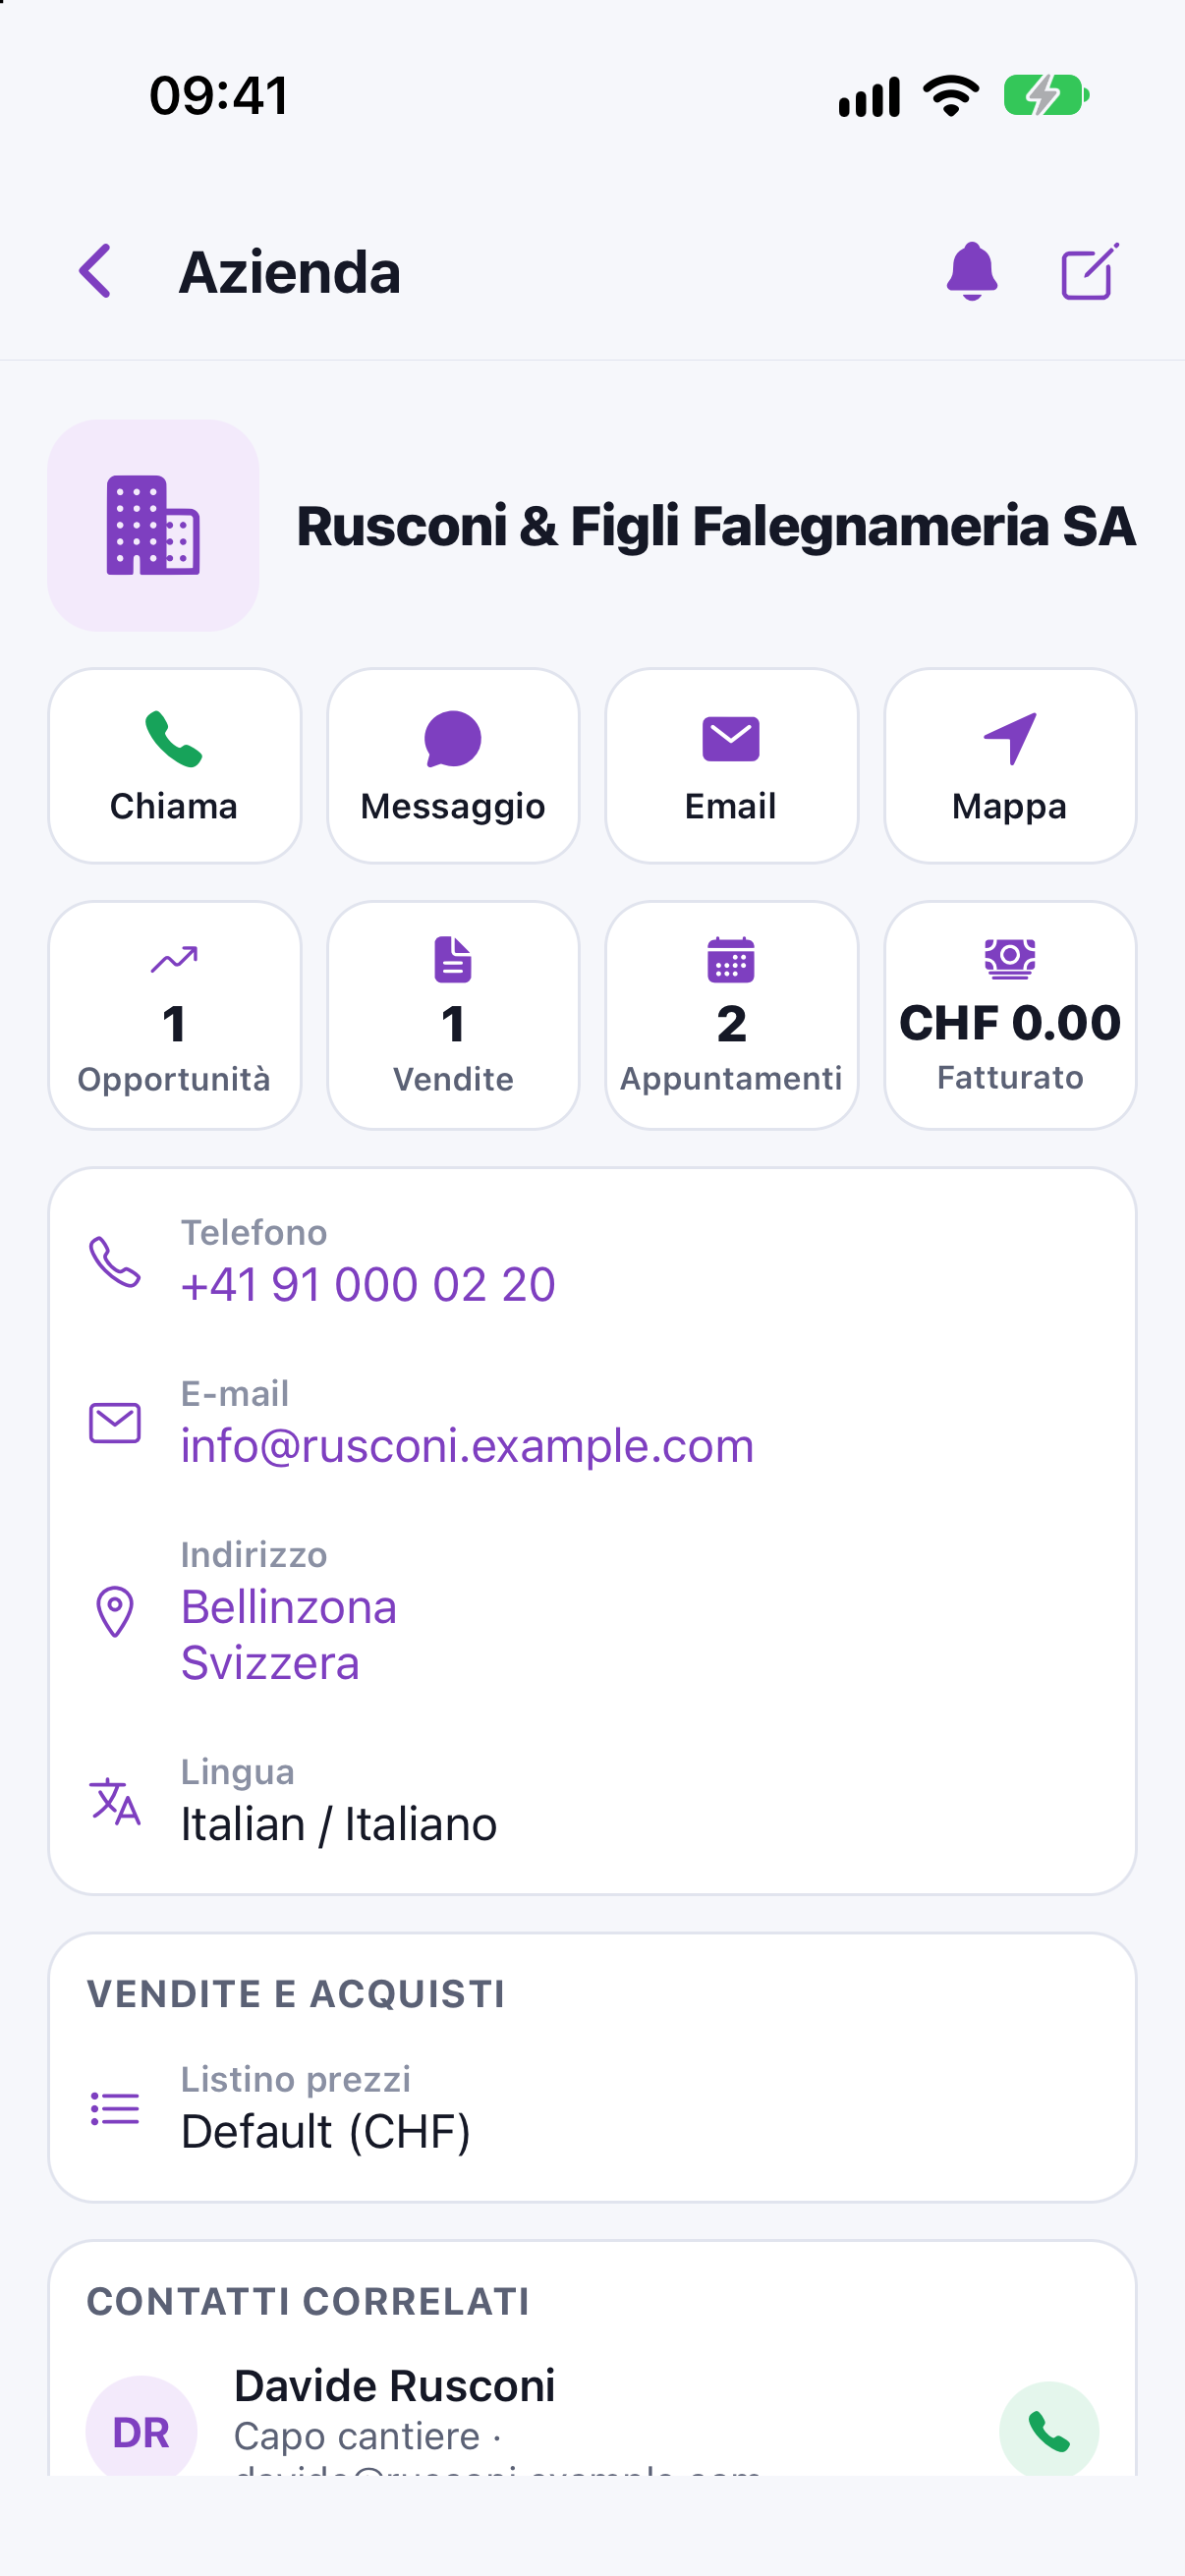 09:41
Azienda
Rusconi & Figli Falegnameria SA
Chiama
Messaggio
Email
Mappa
1
Opportunità
1
Vendite
2
Appuntamenti
CHF 0.00
Fatturato
Telefono
+41 91 000 02 20
E-mail
info@rusconi.example.com
Indirizzo
Bellinzona
Svizzera
Lingua
Italian / Italiano
VENDITE E ACQUISTI
Listino prezzi
Default (CHF)
CONTATTI CORRELATI
DR
Davide Rusconi
Capo cantiere ·